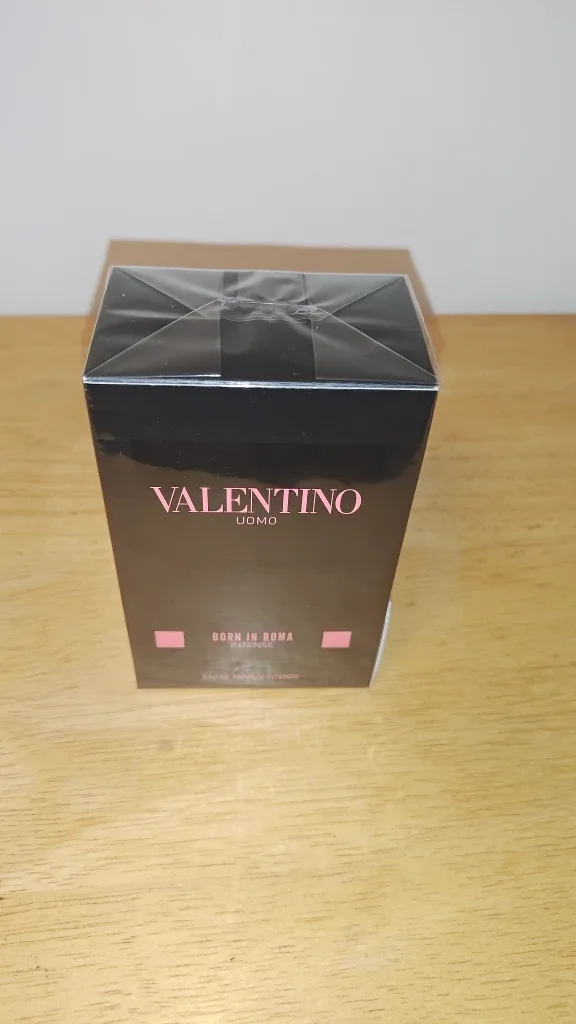 VALENTINO
UOMO
BORN IN ROMA
INTENSE
EAU DE PARFUM INTENSE